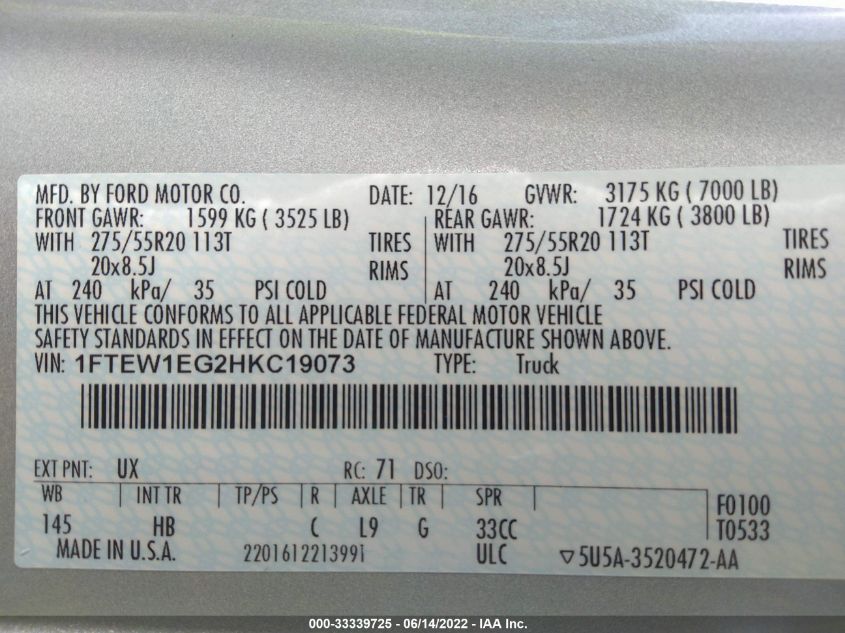 MFD. BY FORD MOTOR CO. DATE: 12/16 GVWR: 3175 KG ( 7000 LB)
FRONT GAWR: 1599 KG ( 3525 LB) REAR GAWR: 1724 KG ( 3800 LB)
WITH 275/55R20 113T TIRES WITH 275/55R20 113T TIRES
20x8.5J RIMS 20x8.5J RIMS
AT 240 kPa/ 35 PSI COLD AT 240 kPa/ 35 PSI COLD
THIS VEHICLE CONFORMS TO ALL APPLICABLE FEDERAL MOTOR VEHICLE
SAFETY STANDARDS IN EFFECT ON THE DATE OF MANUFACTURE SHOWN ABOVE.
VIN: 1FTEW1EG2HKC19073 TYPE: Truck
EXT PNT: UX RC: 71 DSO:
WB INT TR TP/PS R AXLE TR SPR F0100
145 HB C L9 G 33CC T0533
MADE IN U.S.A. 2201612213991 ULC ▽5U5A-3520472-AA
000-33339725 - 06/14/2022 - IAA Inc.